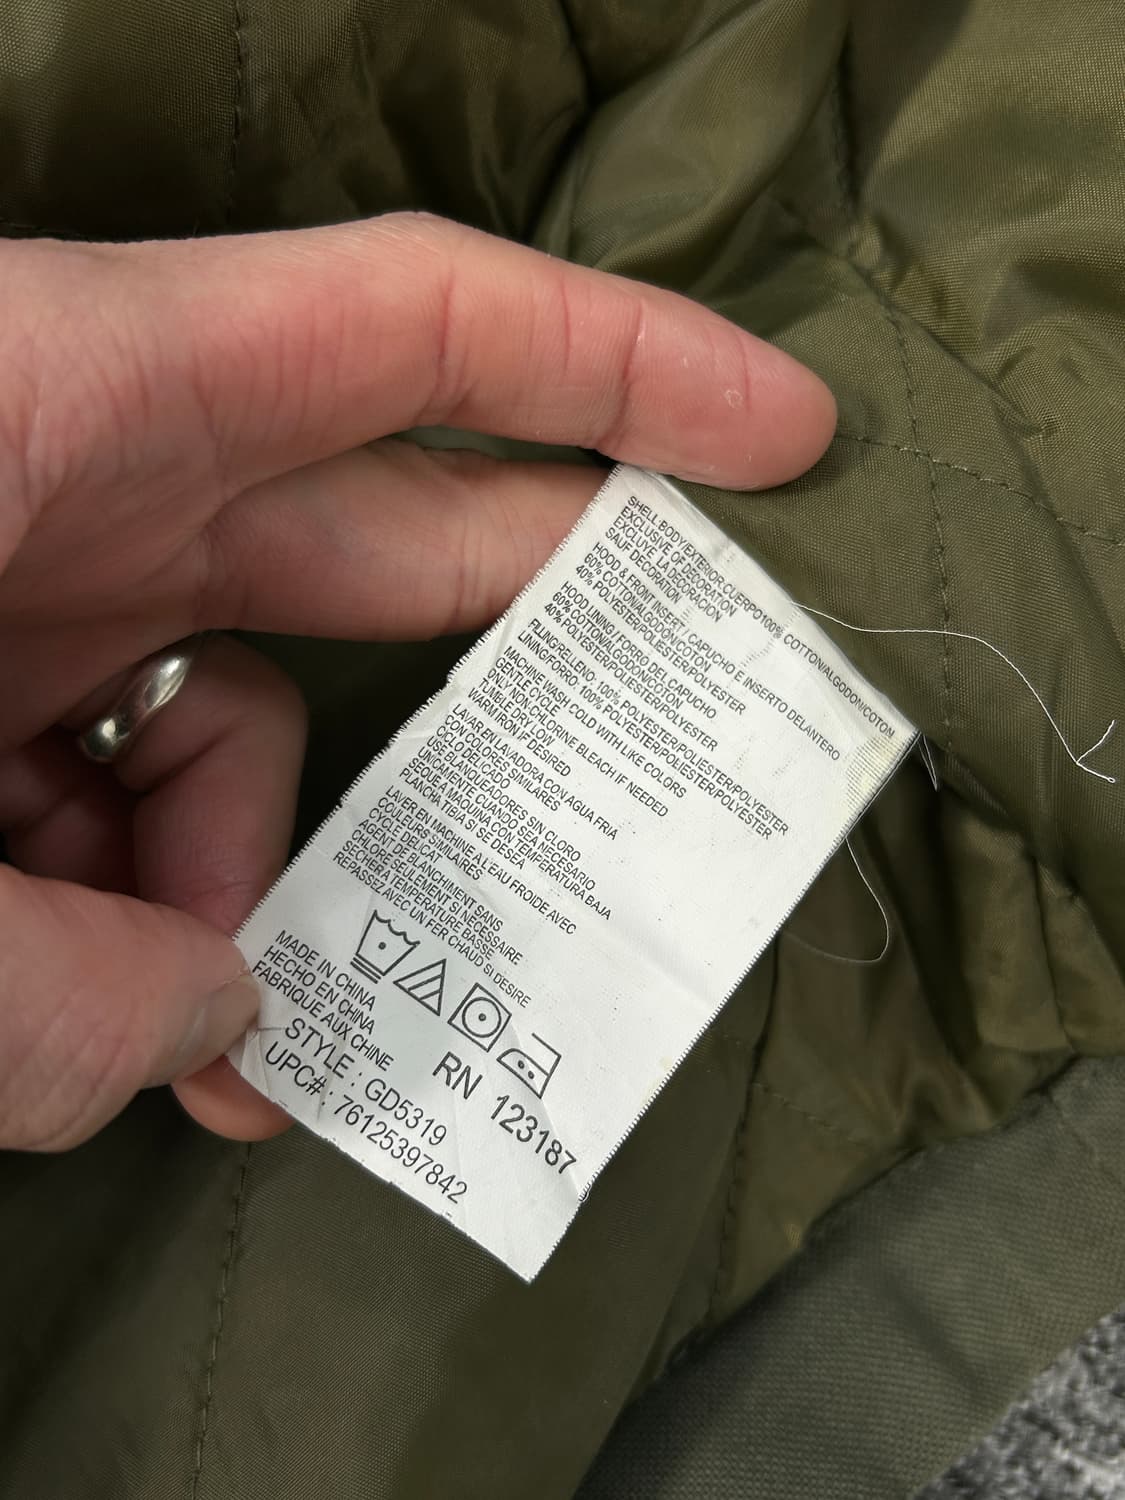 SHELL:BODY/EXTERIOR:CUERPO100% COTTON/ALGODON/COTON
EXCLUSIVE OF DECORATION
EXCLUYE LA DECORACION
SAUF DECORATION
HOOD & FRONT INSERT / CAPUCHO E INSERTO DELANTERO
60% COTTON/ALGODON/COTON
40% POLYESTER/POLIESTER/POLYESTER
HOOD LINING / FORRO DEL CAPUCHO
60% COTTON/ALGODON/COTON
40% POLYESTER/POLIESTER/POLYESTER
FILLING/RELLENO: 100% POLYESTER/POLIESTER/POLYESTER
LINING/FORRO: 100% POLYESTER/POLIESTER/POLYESTER
MACHINE WASH COLD WITH LIKE COLORS
GENTLE CYCLE
ONLY NON-CHLORINE BLEACH IF NEEDED
TUMBLE DRY LOW
WARM IRON IF DESIRED
LAVAR EN LAVADORA CON AGUA FRIA
CON COLORES SIMILARES
CICLO DELICADO
USE BLANQUEADORES SIN CLORO
UNICAMENTE CUANDO SEA NECESARIO
SEQUE A MAQUINA CON TEMPERATURA BAJA
PLANCHA TIBIA SI SE DESEA
LAVER EN MACHINE A L'EAU FROIDE AVEC
COULEURS SIMILAIRES
CYCLE DELICAT
AGENT DE BLANCHIMENT SANS
CHLORE SEULEMENT SI NECESSAIRE
SECHER A TEMPERATURE BASSE
REPASSEZ AVEC UN FER CHAUD SI DESIRE
MADE IN CHINA
HECHO EN CHINA
FABRIQUE AUX CHINE
RN 123187
STYLE : GD5319
UPC#: 76125397842